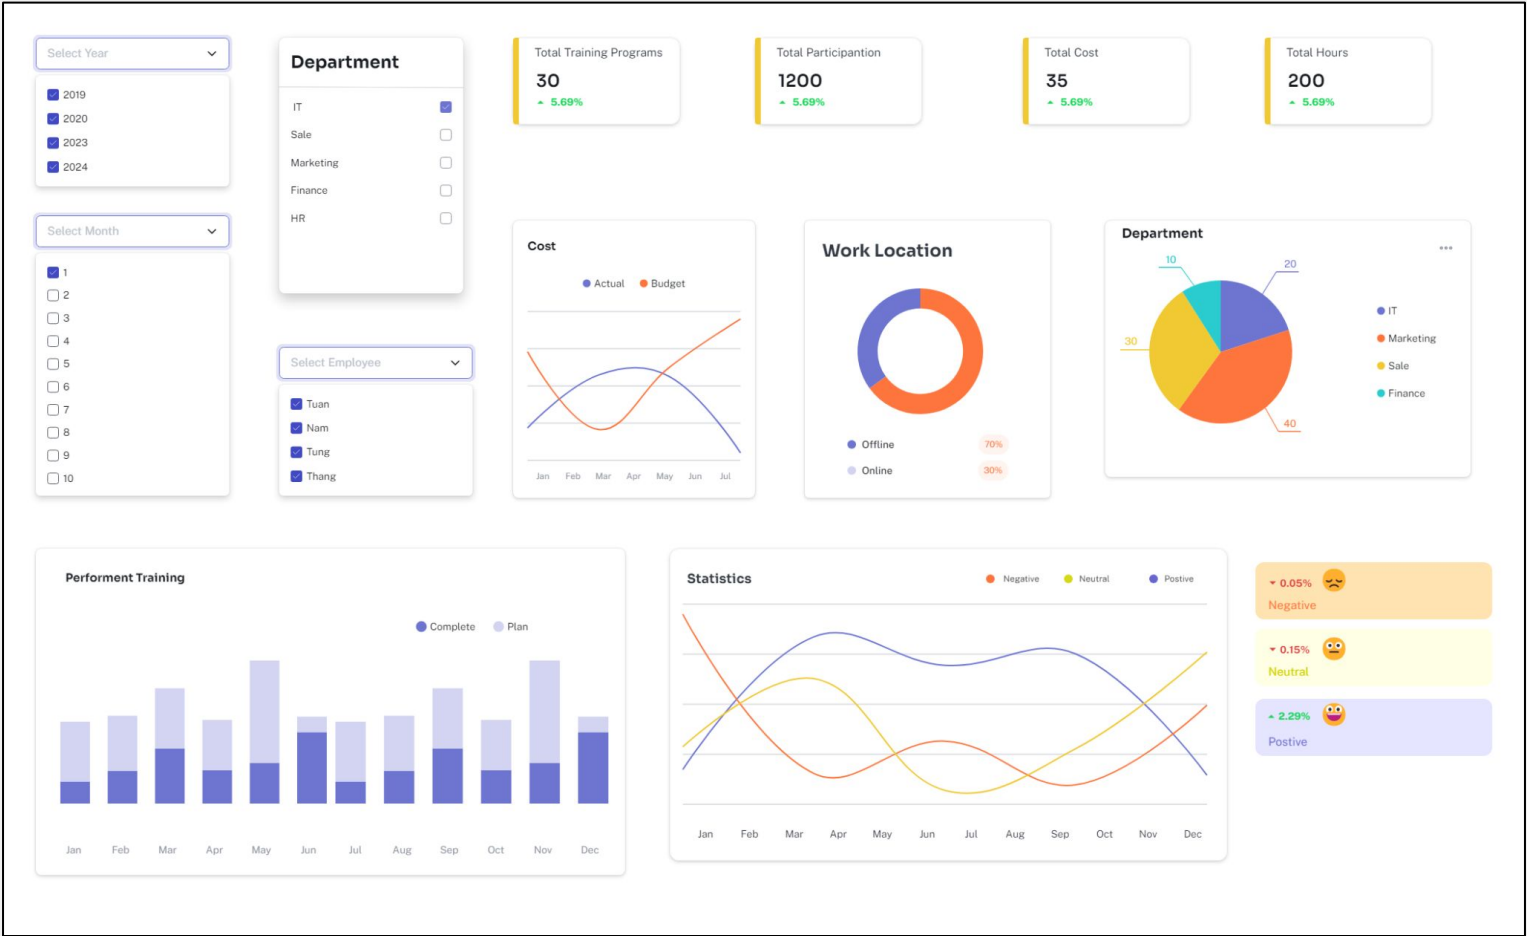 Select Year
2019
2020
2023
2024
Select Month
1
2
3
4
5
6
7
8
9
10
Department
IT
Sale
Marketing
Finance
HR
Select Employee
Tuan
Nam
Tung
Thang
Total Training Programs
30
5.69%
Total Participantion
1200
5.69%
Total Cost
35
5.69%
Total Hours
200
5.69%
Cost
Actual Budget
Jan Feb Mar Apr May Jun Jul
Work Location
Offline 70%
Online 30%
Department
10
20
30
40
IT
Marketing
Sale
Finance
Performent Training
Complete Plan
Jan Feb Mar Apr May Jun Jul Aug Sep Oct Nov Dec
Statistics
Negative Neutral Postive
Jan Feb Mar Apr May Jun Jul Aug Sep Oct Nov Dec
0.05%
Negative
0.15%
Neutral
2.29%
Postive